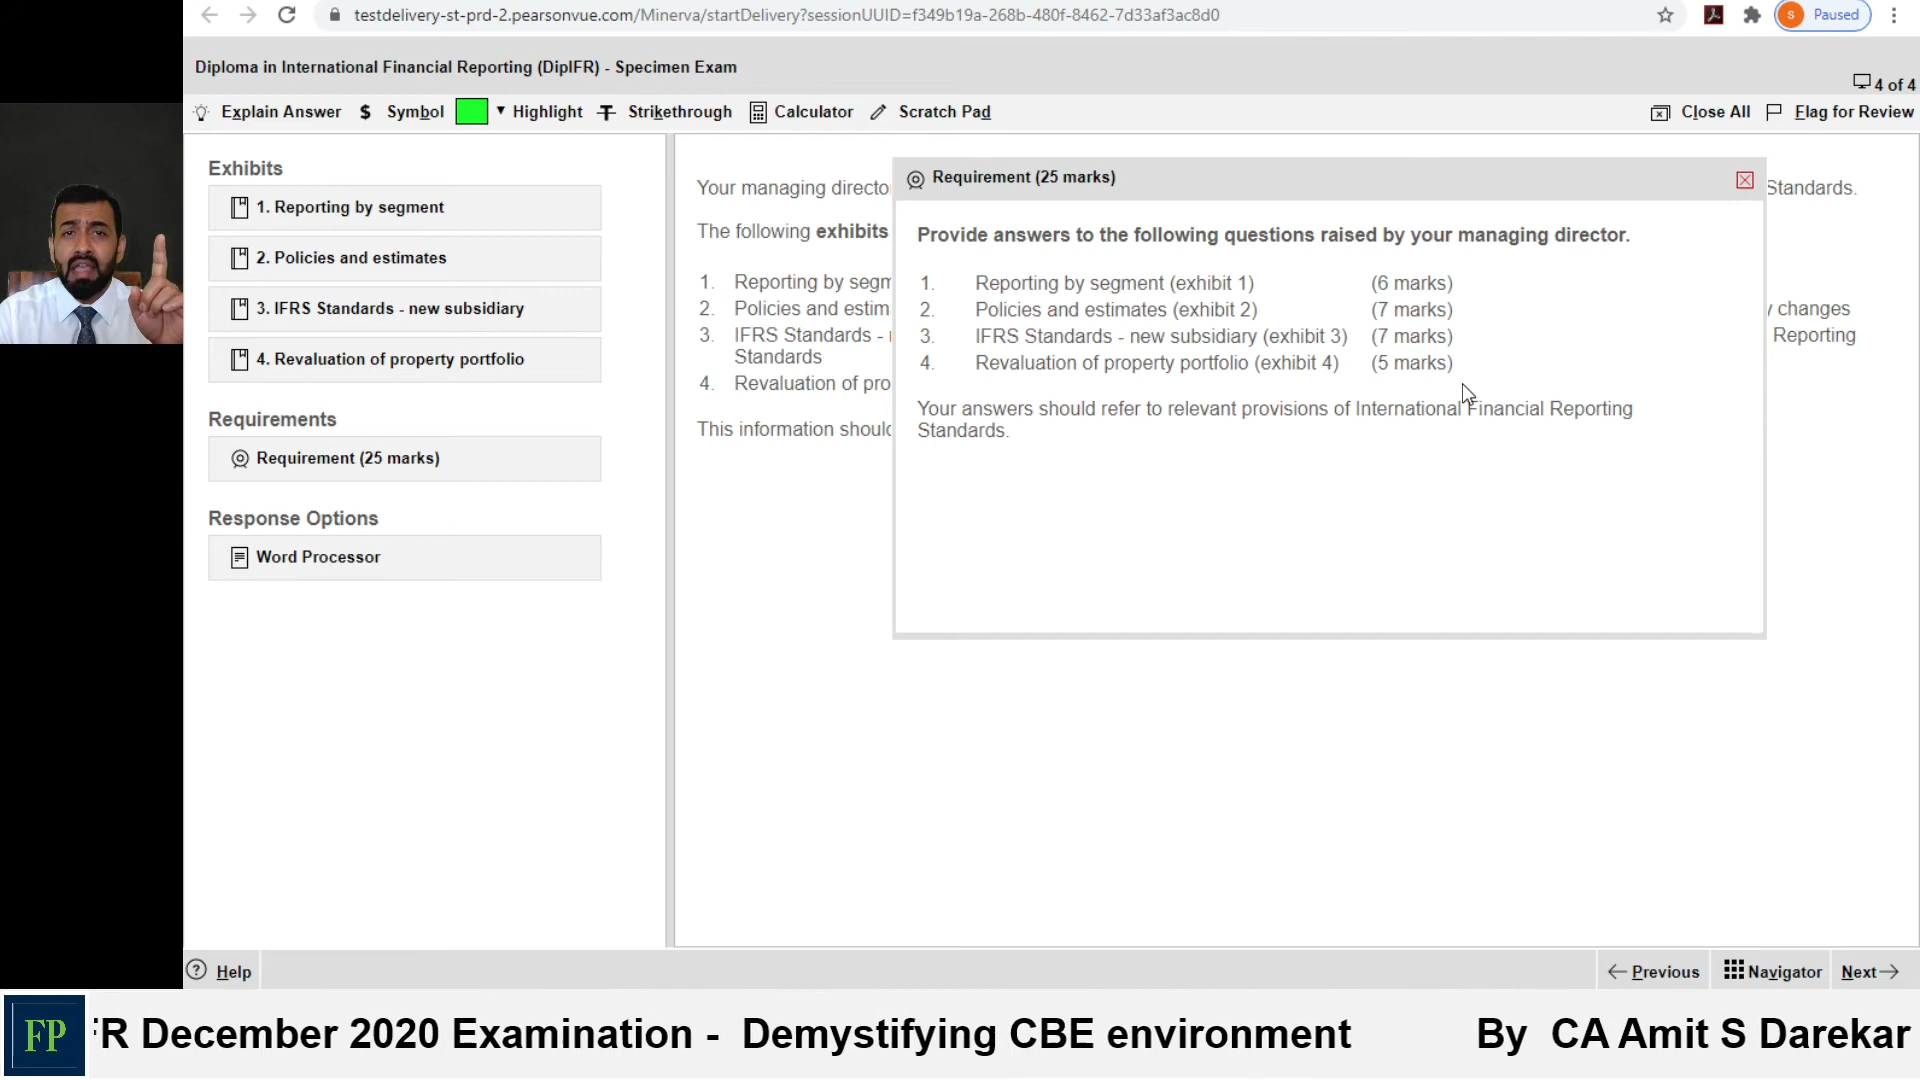 testdelivery-st-prd-2.pearsonvue.com/Minerva/startDelivery?sessionUUID=f349b19a-268b-480f-8462-7d33af3ac8d0
S Paused
Diploma in International Financial Reporting (DipIFR) - Specimen Exam
4 of 4
Explain Answer $ Symbol Highlight Strikethrough Calculator Scratch Pad
Close All Flag for Review
Exhibits
1. Reporting by segment
2. Policies and estimates
3. IFRS Standards - new subsidiary
4. Revaluation of property portfolio
Requirements
Requirement (25 marks)
Response Options
Word Processor
Your managing director Standards.
The following exhibits
1. Reporting by segm
2. Policies and estim changes
3. IFRS Standards - Reporting
Standards
4. Revaluation of pro
This information should
Requirement (25 marks)
Provide answers to the following questions raised by your managing director.
1. Reporting by segment (exhibit 1) (6 marks)
2. Policies and estimates (exhibit 2) (7 marks)
3. IFRS Standards - new subsidiary (exhibit 3) (7 marks)
4. Revaluation of property portfolio (exhibit 4) (5 marks)
Your answers should refer to relevant provisions of International Financial Reporting
Standards.
Help
Previous Navigator Next
FP
FR December 2020 Examination - Demystifying CBE environment By CA Amit S Darekar